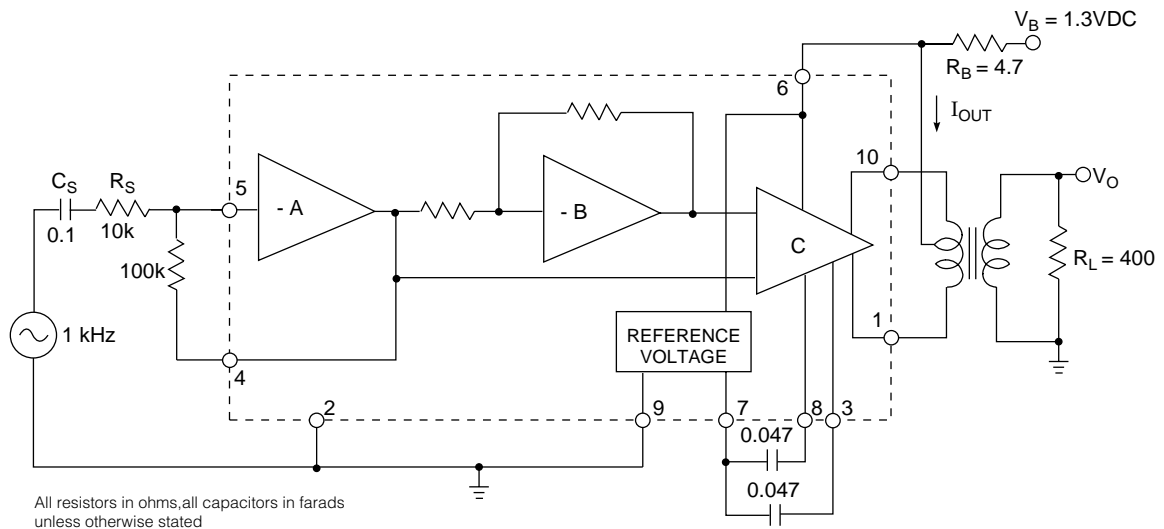 V_B = 1.3VDC
R_B = 4.7
6
I_OUT
10
C_S
R_S
5
- A
- B
V_O
0.1
10k
C
100k
R_L = 400
1
1 kHz
REFERENCE
VOLTAGE
4
2
9
7
8
3
0.047
0.047
All resistors in ohms,all capacitors in farads
unless otherwise stated